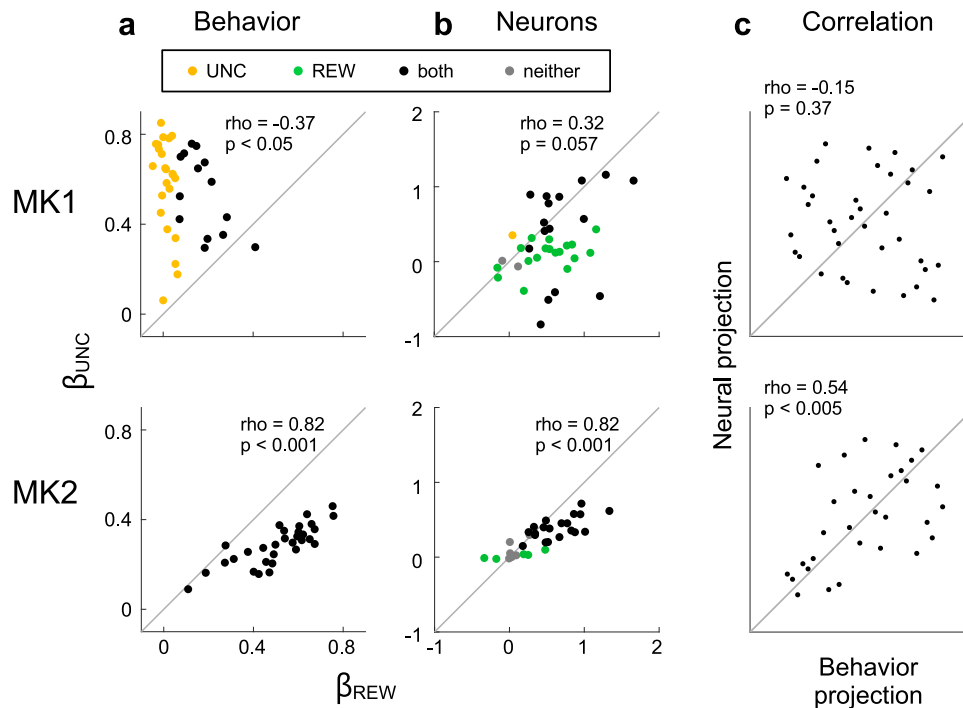 a Behavior b Neurons c Correlation
UNC REW both neither
MK1
rho = -0.37
p < 0.05
0.8
0.4
0
rho = 0.32
p = 0.057
2
1
0
-1
rho = -0.15
p = 0.37
βUNC
Neural projection
MK2
rho = 0.82
p < 0.001
0.8
0.4
0
0 0.4 0.8
rho = 0.82
p < 0.001
2
1
0
-1
-1 0 1 2
rho = 0.54
p < 0.005
βREW
Behavior
projection